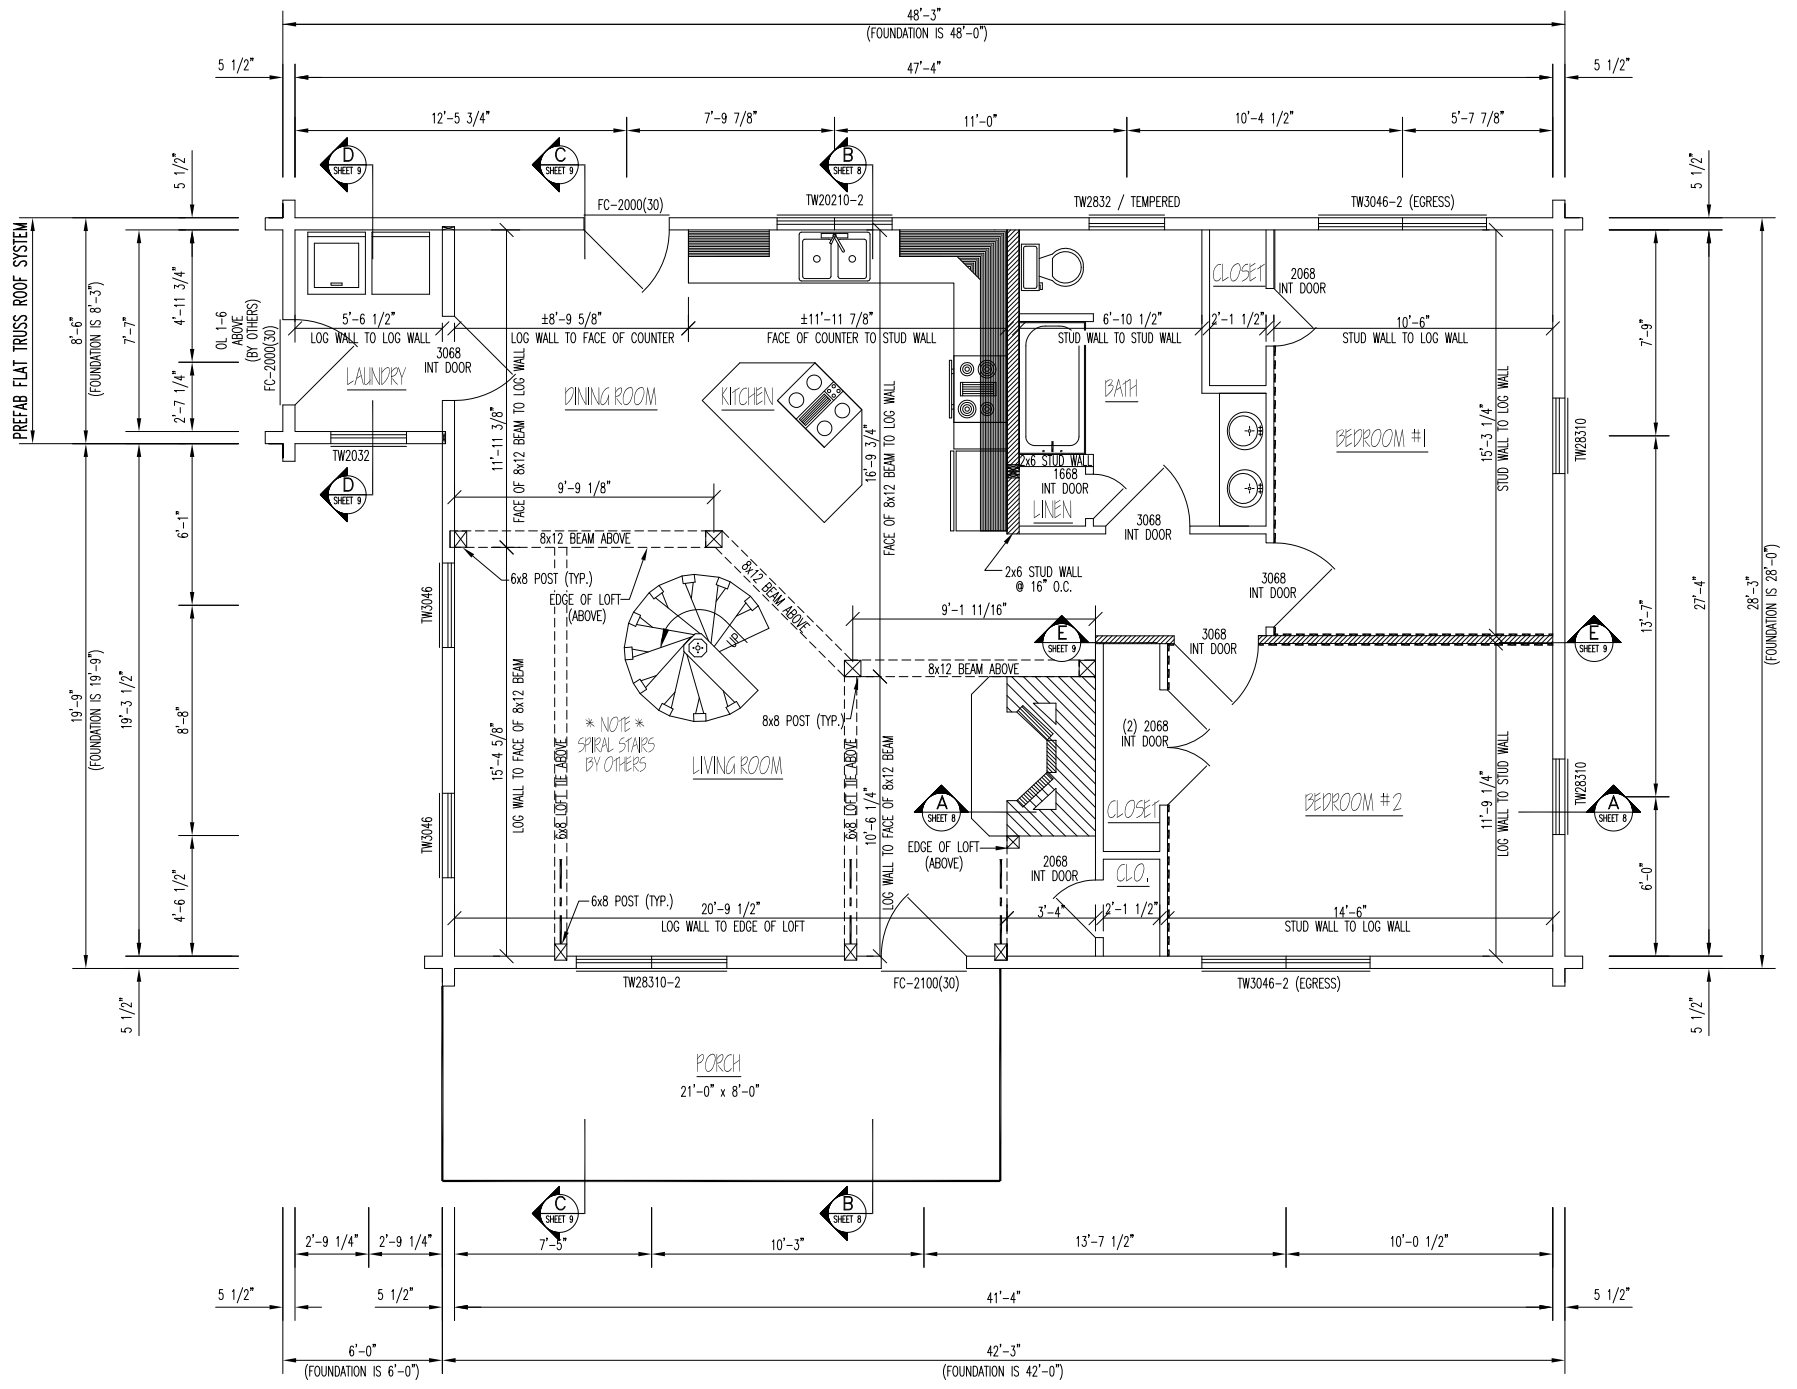 48'-3"
(FOUNDATION IS 48'-0")
5 1/2"
47'-4"
5 1/2"
12'-5 3/4"
7'-9 7/8"
11'-0"
10'-4 1/2"
5'-7 7/8"
D
SHEET 9
C
SHEET 9
B
SHEET 8
5 1/2"
5 1/2"
FC-2000(30)
TW20210-2
TW2832 / TEMPERED
TW3046-2 (EGRESS)
PREFAB FLAT TRUSS ROOF SYSTEM
8'-6"
(FOUNDATION IS 8'-3")
7'-7"
4'-11 3/4"
2'-7 1/4"
OL 1-6
ABOVE
(BY OTHERS)
FC-2000(30)
CLOSET
2068
INT DOOR
5'-6 1/2"
LOG WALL TO LOG WALL
±8'-9 5/8"
LOG WALL TO FACE OF COUNTER
±11'-11 7/8"
FACE OF COUNTER TO STUD WALL
6'-10 1/2"
STUD WALL TO STUD WALL
2'-1 1/2"
10'-6"
STUD WALL TO LOG WALL
3068
INT DOOR
LAUNDRY
DINING ROOM
KITCHEN
BATH
BEDROOM #1
11'-11 3/8"
FACE OF 8x12 BEAM TO LOG WALL
16'-9 3/4"
FACE OF 8x12 BEAM TO LOG WALL
15'-3 1/4"
STUD WALL TO LOG WALL
TW28310
7'-9"
TW2032
D
SHEET 9
2x6 STUD WALL
1668
INT DOOR
LINEN
9'-9 1/8"
8x12 BEAM ABOVE
3068
INT DOOR
6x8 POST (TYP.)
EDGE OF LOFT
(ABOVE)
8x12 BEAM ABOVE
2x6 STUD WALL
@ 16" O.C.
3068
INT DOOR
9'-1 11/16"
E
SHEET 9
3068
INT DOOR
E
SHEET 9
6'-1"
TW3046
UP
13'-7"
27'-4"
28'-3"
(FOUNDATION IS 28'-0")
8x12 BEAM ABOVE
19'-9"
(FOUNDATION IS 19'-9")
19'-3 1/2"
8'-8"
15'-4 5/8"
LOG WALL TO FACE OF 8x12 BEAM
* NOTE *
SPIRAL STAIRS
BY OTHERS
8x8 POST (TYP.)
(2) 2068
INT DOOR
LIVING ROOM
6x8 LOFT TIE ABOVE
6x8 LOFT TIE ABOVE
10'-6 1/4"
LOG WALL TO FACE OF 8x12 BEAM
A
SHEET 8
CLOSET
BEDROOM #2
11'-9 1/4"
LOG WALL TO STUD WALL
TW28310
A
SHEET 8
TW3046
EDGE OF LOFT
(ABOVE)
2068
INT DOOR
CLO.
4'-6 1/2"
6'-0"
6x8 POST (TYP.)
20'-9 1/2"
LOG WALL TO EDGE OF LOFT
3'-4"
2'-1 1/2"
14'-6"
STUD WALL TO LOG WALL
5 1/2"
TW28310-2
FC-2100(30)
TW3046-2 (EGRESS)
5 1/2"
PORCH
21'-0" x 8'-0"
C
SHEET 9
B
SHEET 8
2'-9 1/4"
2'-9 1/4"
7'-5"
10'-3"
13'-7 1/2"
10'-0 1/2"
5 1/2"
5 1/2"
41'-4"
5 1/2"
6'-0"
(FOUNDATION IS 6'-0")
42'-3"
(FOUNDATION IS 42'-0")